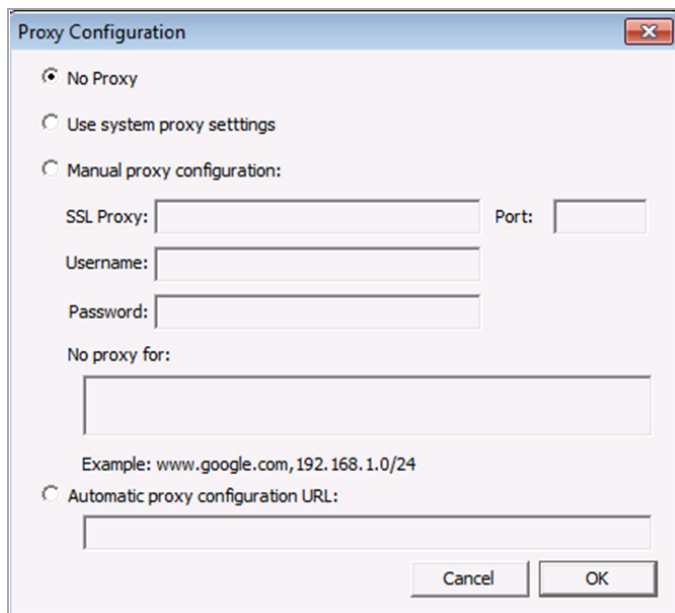 Proxy Configuration
No Proxy
Use system proxy setttings
Manual proxy configuration:
SSL Proxy: Port:
Username:
Password:
No proxy for:
Example: www.google.com,192.168.1.0/24
Automatic proxy configuration URL:
Cancel OK